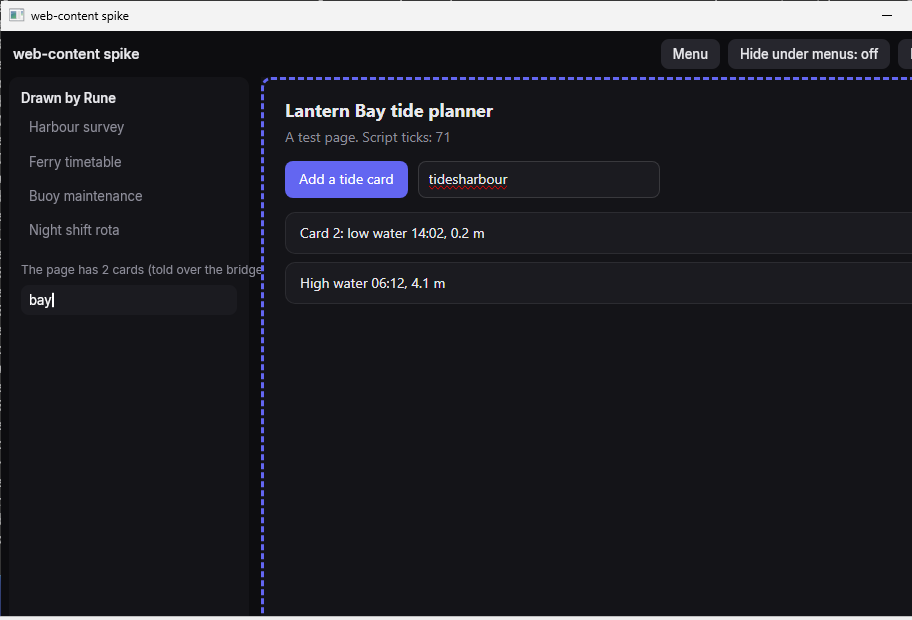 web-content spike
web-content spike
Menu
Hide under menus: off
Drawn by Rune
Harbour survey
Ferry timetable
Buoy maintenance
Night shift rota
The page has 2 cards (told over the bridge
bay
Lantern Bay tide planner
A test page. Script ticks: 71
Add a tide card
tidesharbour
Card 2: low water 14:02, 0.2 m
High water 06:12, 4.1 m